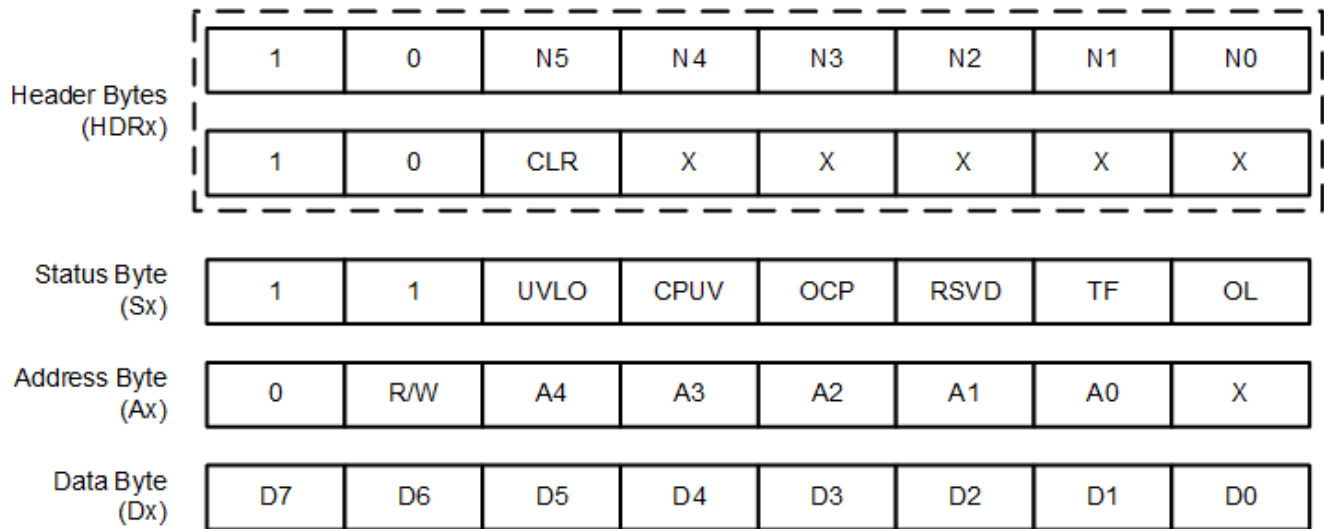 1 0 N5 N4 N3 N2 N1 N0
Header Bytes
(HDRx)
1 0 CLR X X X X X
Status Byte
(Sx)
1 1 UVLO CPUV OCP RSVD TF OL
Address Byte
(Ax)
0 R/W A4 A3 A2 A1 A0 X
Data Byte
(Dx)
D7 D6 D5 D4 D3 D2 D1 D0